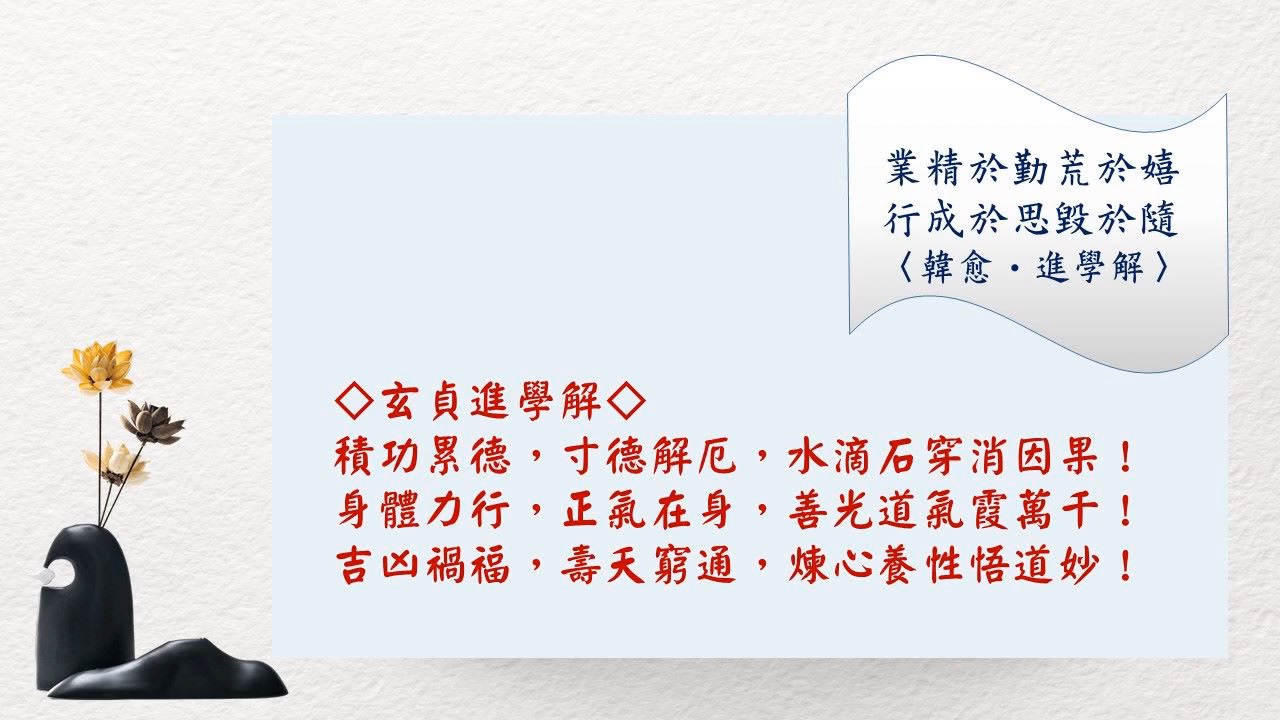 業精於勤荒於嬉
行成於思毀於隨
〈韓愈·進學解〉
◇玄貞進學解◇
積功累德，寸德解厄，水滴石穿消因果！
身體力行，正氣在身，善光道氣霞萬千！
吉凶禍福，壽夭窮通，煉心養性悟道妙！